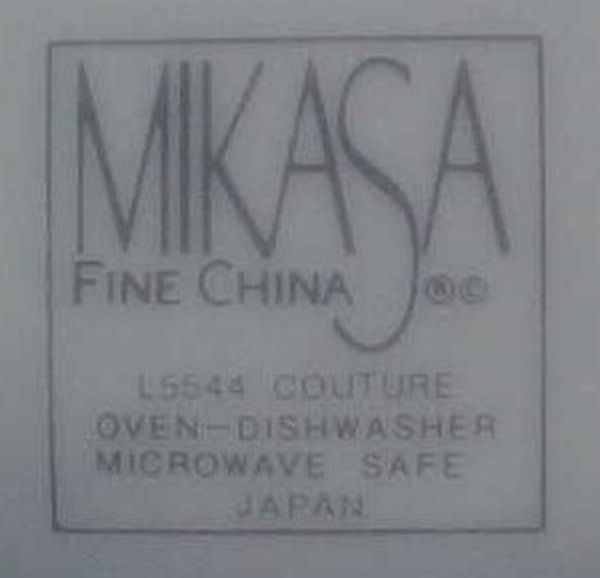 MIKASA
FINE CHINA ®©
L5544 COUTURE
OVEN-DISHWASHER
MICROWAVE SAFE
JAPAN